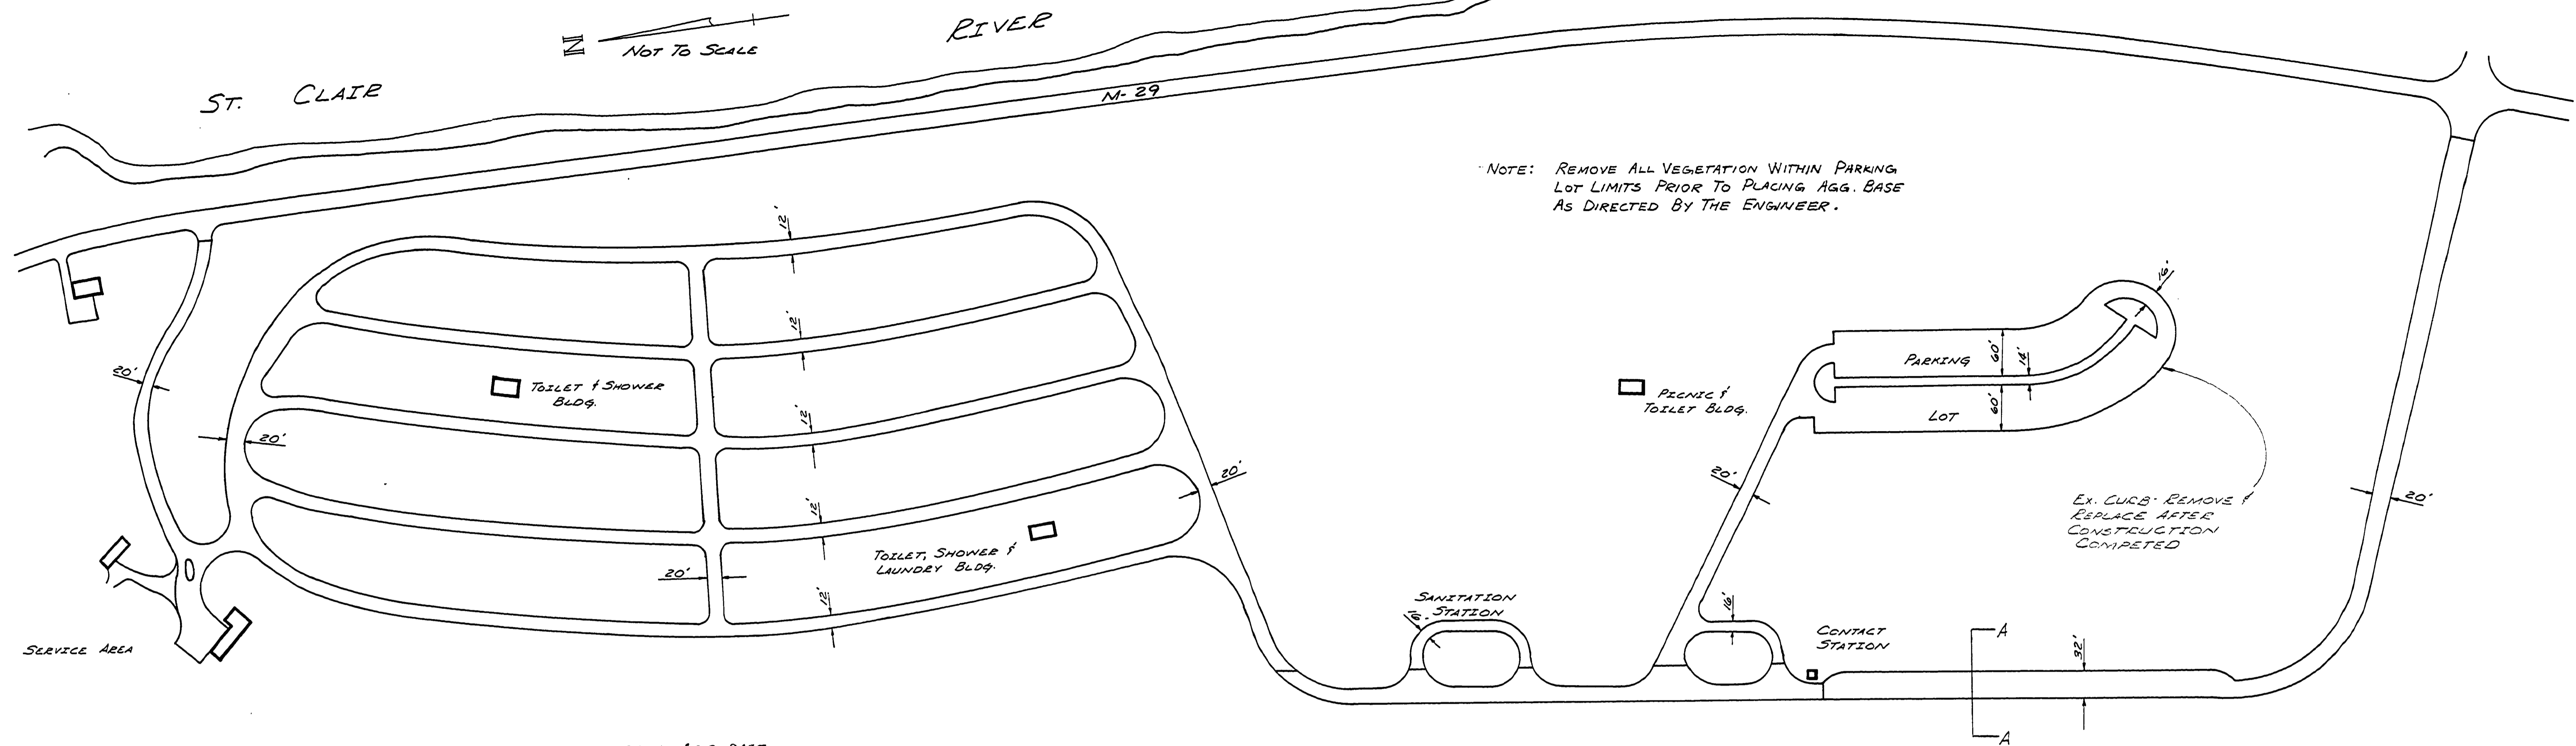 RIVER
N
NOT TO SCALE
ST. CLAIR
M-29
NOTE: REMOVE ALL VEGETATION WITHIN PARKING
LOT LIMITS PRIOR TO PLACING AGG. BASE
AS DIRECTED BY THE ENGINEER.
12'
16'
12'
PARKING
60'
14'
20'
TOILET & SHOWER
BLDG.
PICNIC &
TOILET BLDG.
60'
LOT
12'
20'
20'
20'
EX. CURB- REMOVE &
REPLACE AFTER
CONSTRUCTION
COMPETED
20'
12'
TOILET, SHOWER &
LAUNDRY BLDG.
20'
12'
SANITATION
STATION
16'
CONTACT
STATION
A
32'
SERVICE AREA
A